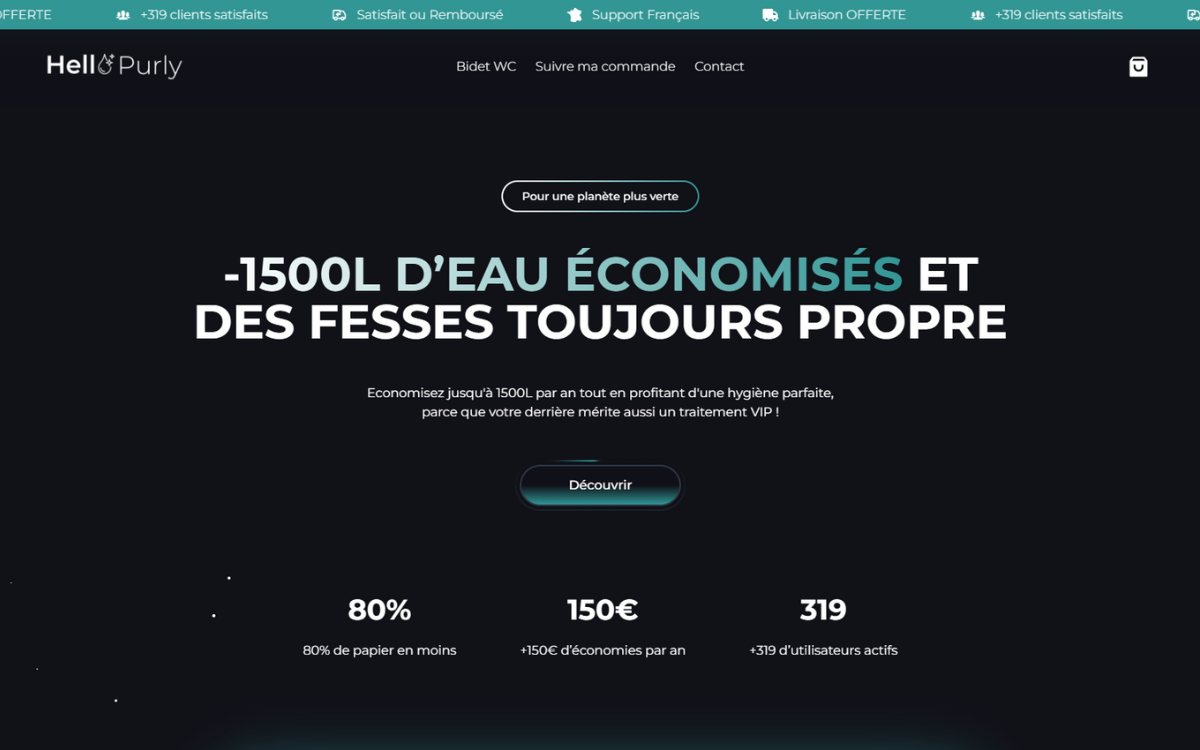 OFFERTE +319 clients satisfaits Satisfait ou Remboursé Support Français Livraison OFFERTE +319 clients satisfaits
Hello Purly Bidet WC Suivre ma commande Contact
Pour une planète plus verte
-1500L D’EAU ÉCONOMISÉS ET
DES FESSES TOUJOURS PROPRE
Economisez jusqu'à 1500L par an tout en profitant d'une hygiène parfaite,
parce que votre derrière mérite aussi un traitement VIP !
Découvrir
80% 150€ 319
80% de papier en moins +150€ d’économies par an +319 d’utilisateurs actifs